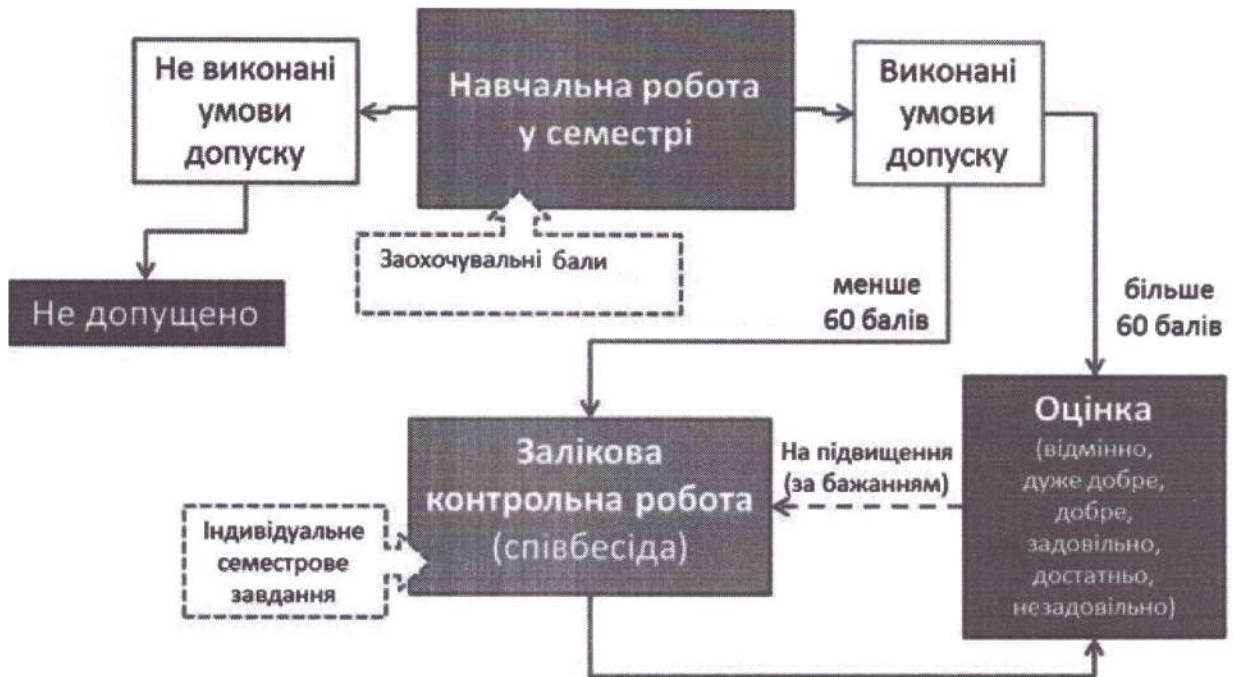 Не виконані
умови
допуску
Навчальна робота
у семестрі
Виконані
умови
допуску
Заохочувальні бали
Не допущено
менше
60 балів
більше
60 балів
Залікова
контрольна робота
(співбесіда)
На підвищення
(за бажанням)
Оцінка
(відмінно,
дуже добре,
добре,
задовільно,
достатньо,
незадовільно)
Індивідуальне
семестрове
завдання